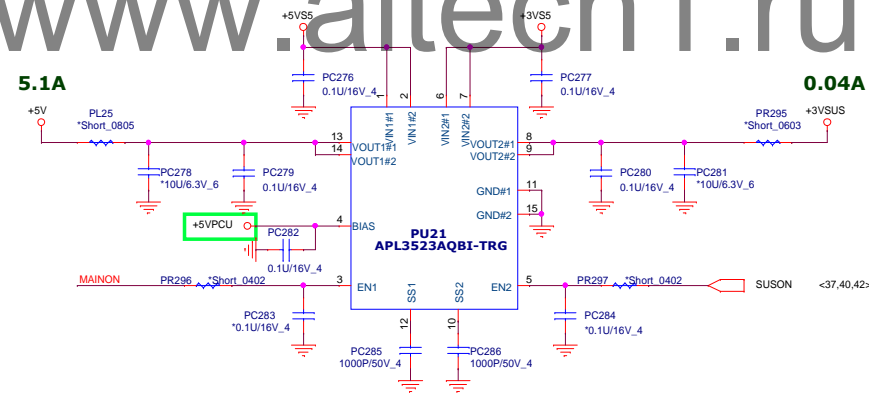 www.aitech1.ru
+5VS5
+3VS5
5.1A
0.04A
PC276
0.1U/16V_4
PC277
0.1U/16V_4
+5V
PL25
*Short_0805
PR295
*Short_0603
+3VSUS
1
2
6
7
VIN1#1
VIN1#2
VIN2#1
VIN2#2
13
14
VOUT1#1
VOUT1#2
8
9
VOUT2#1
VOUT2#2
PC278
*10U/6.3V_6
PC279
0.1U/16V_4
PC280
0.1U/16V_4
PC281
*10U/6.3V_6
GND#1
11
GND#2
15
+5VPCU
4
BIAS
PC282
0.1U/16V_4
PU21
APL3523AQBI-TRG
MAINON
PR296
*Short_0402
3
EN1
SS1
SS2
EN2
5
PR297
*Short_0402
SUSON
<37,40,42>
PC283
*0.1U/16V_4
12
10
PC284
*0.1U/16V_4
PC285
1000P/50V_4
PC286
1000P/50V_4